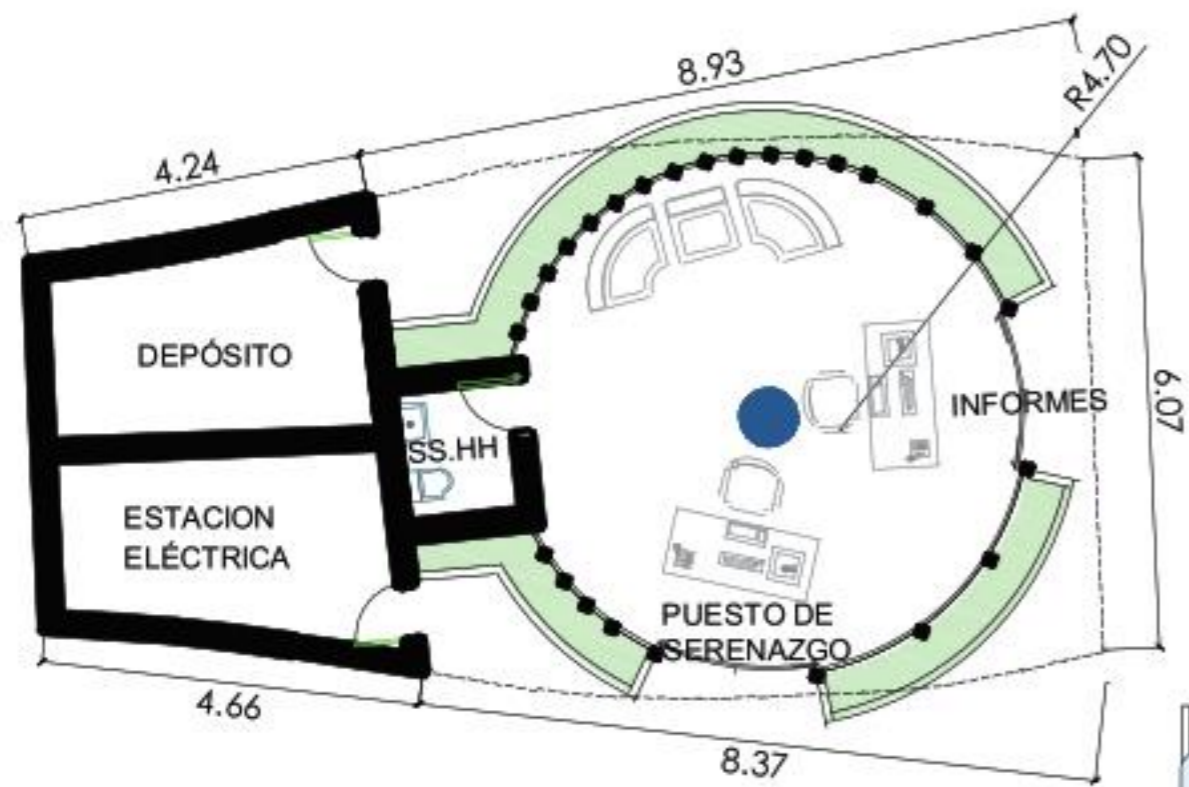 8.93
R4.70
4.24
DEPÓSITO
INFORMES
6.07
SS.HH
ESTACION
ELÉCTRICA
PUESTO DE
SERENAZGO
4.66
8.37